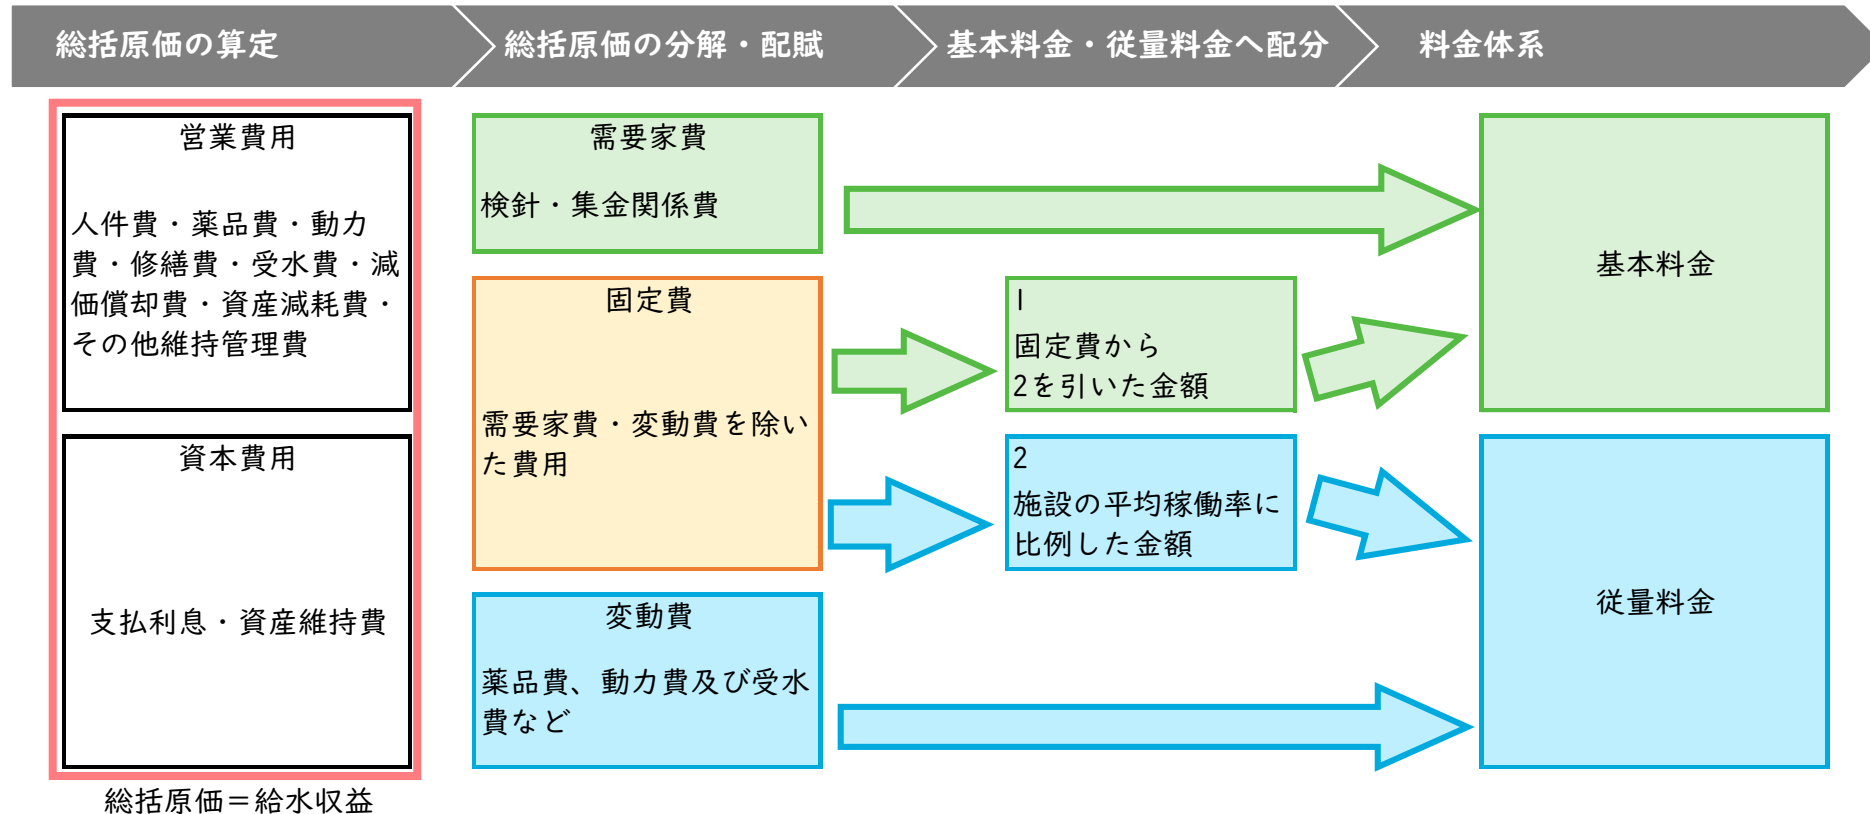 総括原価の算定
総括原価の分解・配賦
基本料金・従量料金へ配分
料金体系
営業費用
人件費・薬品費・動力
費・修繕費・受水費・減
価償却費・資産減耗費・
その他維持管理費
資本費用
支払利息・資産維持費
総括原価＝給水収益
需要家費
検針・集金関係費
固定費
需要家費・変動費を除い
た費用
変動費
薬品費、動力費及び受水
費など
1
固定費から
2を引いた金額
2
施設の平均稼働率に
比例した金額
基本料金
従量料金